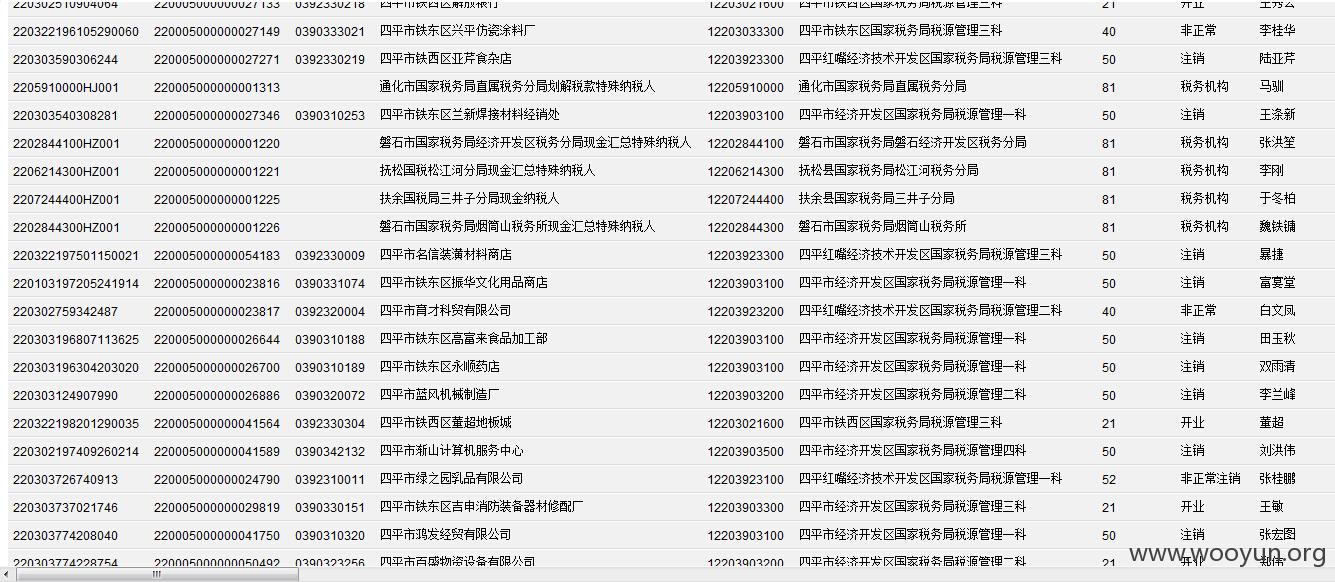 220302510904064 220005000000027133 0392330218 四平市铁西区解放粮行 12203021600 四平市铁西区国家税务局税源管理三科 21 开业 王秀云
220322196105290060 220005000000027149 0390333021 四平市铁东区兴平仿瓷涂料厂 12203033300 四平市铁东区国家税务局税源管理三科 40 非正常 李桂华
220303590306244 220005000000027271 0392330219 四平市铁西区亚芹食杂店 12203923300 四平红嘴经济技术开发区国家税务局税源管理三科 50 注销 陆亚芹
2205910000HJ001 220005000000001313 通化市国家税务局直属税务分局划解税款特殊纳税人 12205910000 通化市国家税务局直属税务分局 81 税务机构 马驯
220303540308281 220005000000027346 0390310253 四平市铁东区兰新焊接材料经销处 12203903100 四平市经济开发区国家税务局税源管理一科 50 注销 王涤新
2202844100HZ001 220005000000001220 磐石市国家税务局经济开发区税务分局现金汇总特殊纳税人 12202844100 磐石市国家税务局磐石经济开发区税务分局 81 税务机构 张洪笙
2206214300HZ001 220005000000001221 抚松国税松江河分局现金汇总特殊纳税人 12206214300 抚松县国家税务局松江河税务分局 81 税务机构 李刚
2207244400HZ001 220005000000001225 扶余国税局三井子分局现金纳税人 12207244400 扶余县国家税务局三井子分局 81 税务机构 于冬柏
2202844300HZ001 220005000000001226 磐石市国家税务局烟筒山税务所现金汇总特殊纳税人 12202844300 磐石市国家税务局烟筒山税务所 81 税务机构 魏铁镛
220322197501150021 220005000000054183 0392330009 四平市名信装潢材料商店 12203923300 四平红嘴经济技术开发区国家税务局税源管理三科 50 注销 暴捷
220103197205241914 220005000000023816 0390331074 四平市铁东区振华文化用品商店 12203903100 四平市经济开发区国家税务局税源管理一科 50 注销 富宴堂
220302759342487 220005000000023817 0392320004 四平市育才科贸有限公司 12203923200 四平红嘴经济技术开发区国家税务局税源管理二科 40 非正常 白文凤
220303196807113625 220005000000026644 0390310188 四平市铁东区高富来食品加工部 12203903100 四平市经济开发区国家税务局税源管理一科 50 注销 田玉秋
220303196304203020 220005000000026700 0390310189 四平市铁东区永顺药店 12203903100 四平市经济开发区国家税务局税源管理一科 50 注销 双雨清
220303124907990 220005000000026886 0390320072 四平市蓝风机械制造厂 12203903200 四平市经济开发区国家税务局税源管理二科 50 注销 李兰峰
220322198201290035 220005000000041564 0392330304 四平市铁西区董超地板城 12203021600 四平市铁西区国家税务局税源管理三科 21 开业 董超
220302197409260214 220005000000041589 0390342132 四平市渐山计算机服务中心 12203903500 四平市经济开发区国家税务局税源管理四科 50 注销 刘洪伟
220303726740913 220005000000024790 0392310011 四平市绿之园乳品有限公司 12203923100 四平红嘴经济技术开发区国家税务局税源管理一科 52 非正常注销 张桂鹏
220303737021746 220005000000029819 0390330151 四平市铁东区吉申消防装备器材修配厂 12203903300 四平市经济开发区国家税务局税源管理三科 21 开业 王敏
220303774208040 220005000000041750 0390310320 四平市鸿发经贸有限公司 12203903100 四平市经济开发区国家税务局税源管理一科 50 注销 张宏图
220303774228754 220005000000050492 0390323256 四平市百盛物资设备有限公司 12203903200 四平市经济开发区国家税务局税源管理二科 21 开业 郑伟
www.wooyun.org